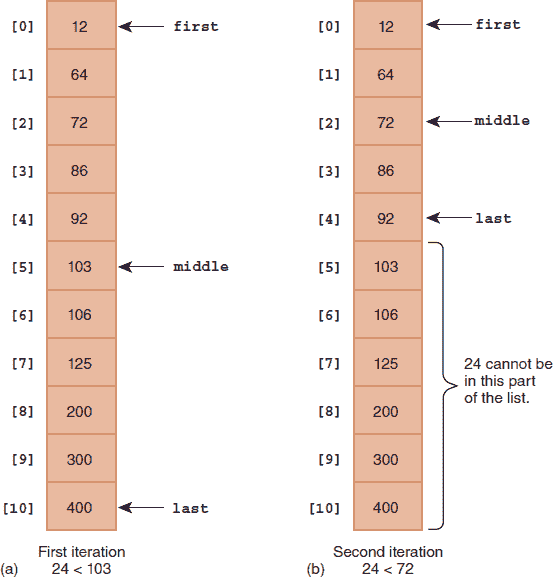 [0] 12 first
[1] 64
[2] 72
[3] 86
[4] 92
[5] 103 middle
[6] 106
[7] 125
[8] 200
[9] 300
[10] 400 last
First iteration
(a) 24 < 103
[0] 12 first
[1] 64
[2] 72 middle
[3] 86
[4] 92 last
[5] 103
[6] 106
[7] 125
[8] 200
[9] 300
[10] 400
24 cannot be
in this part
of the list.
Second iteration
(b) 24 < 72